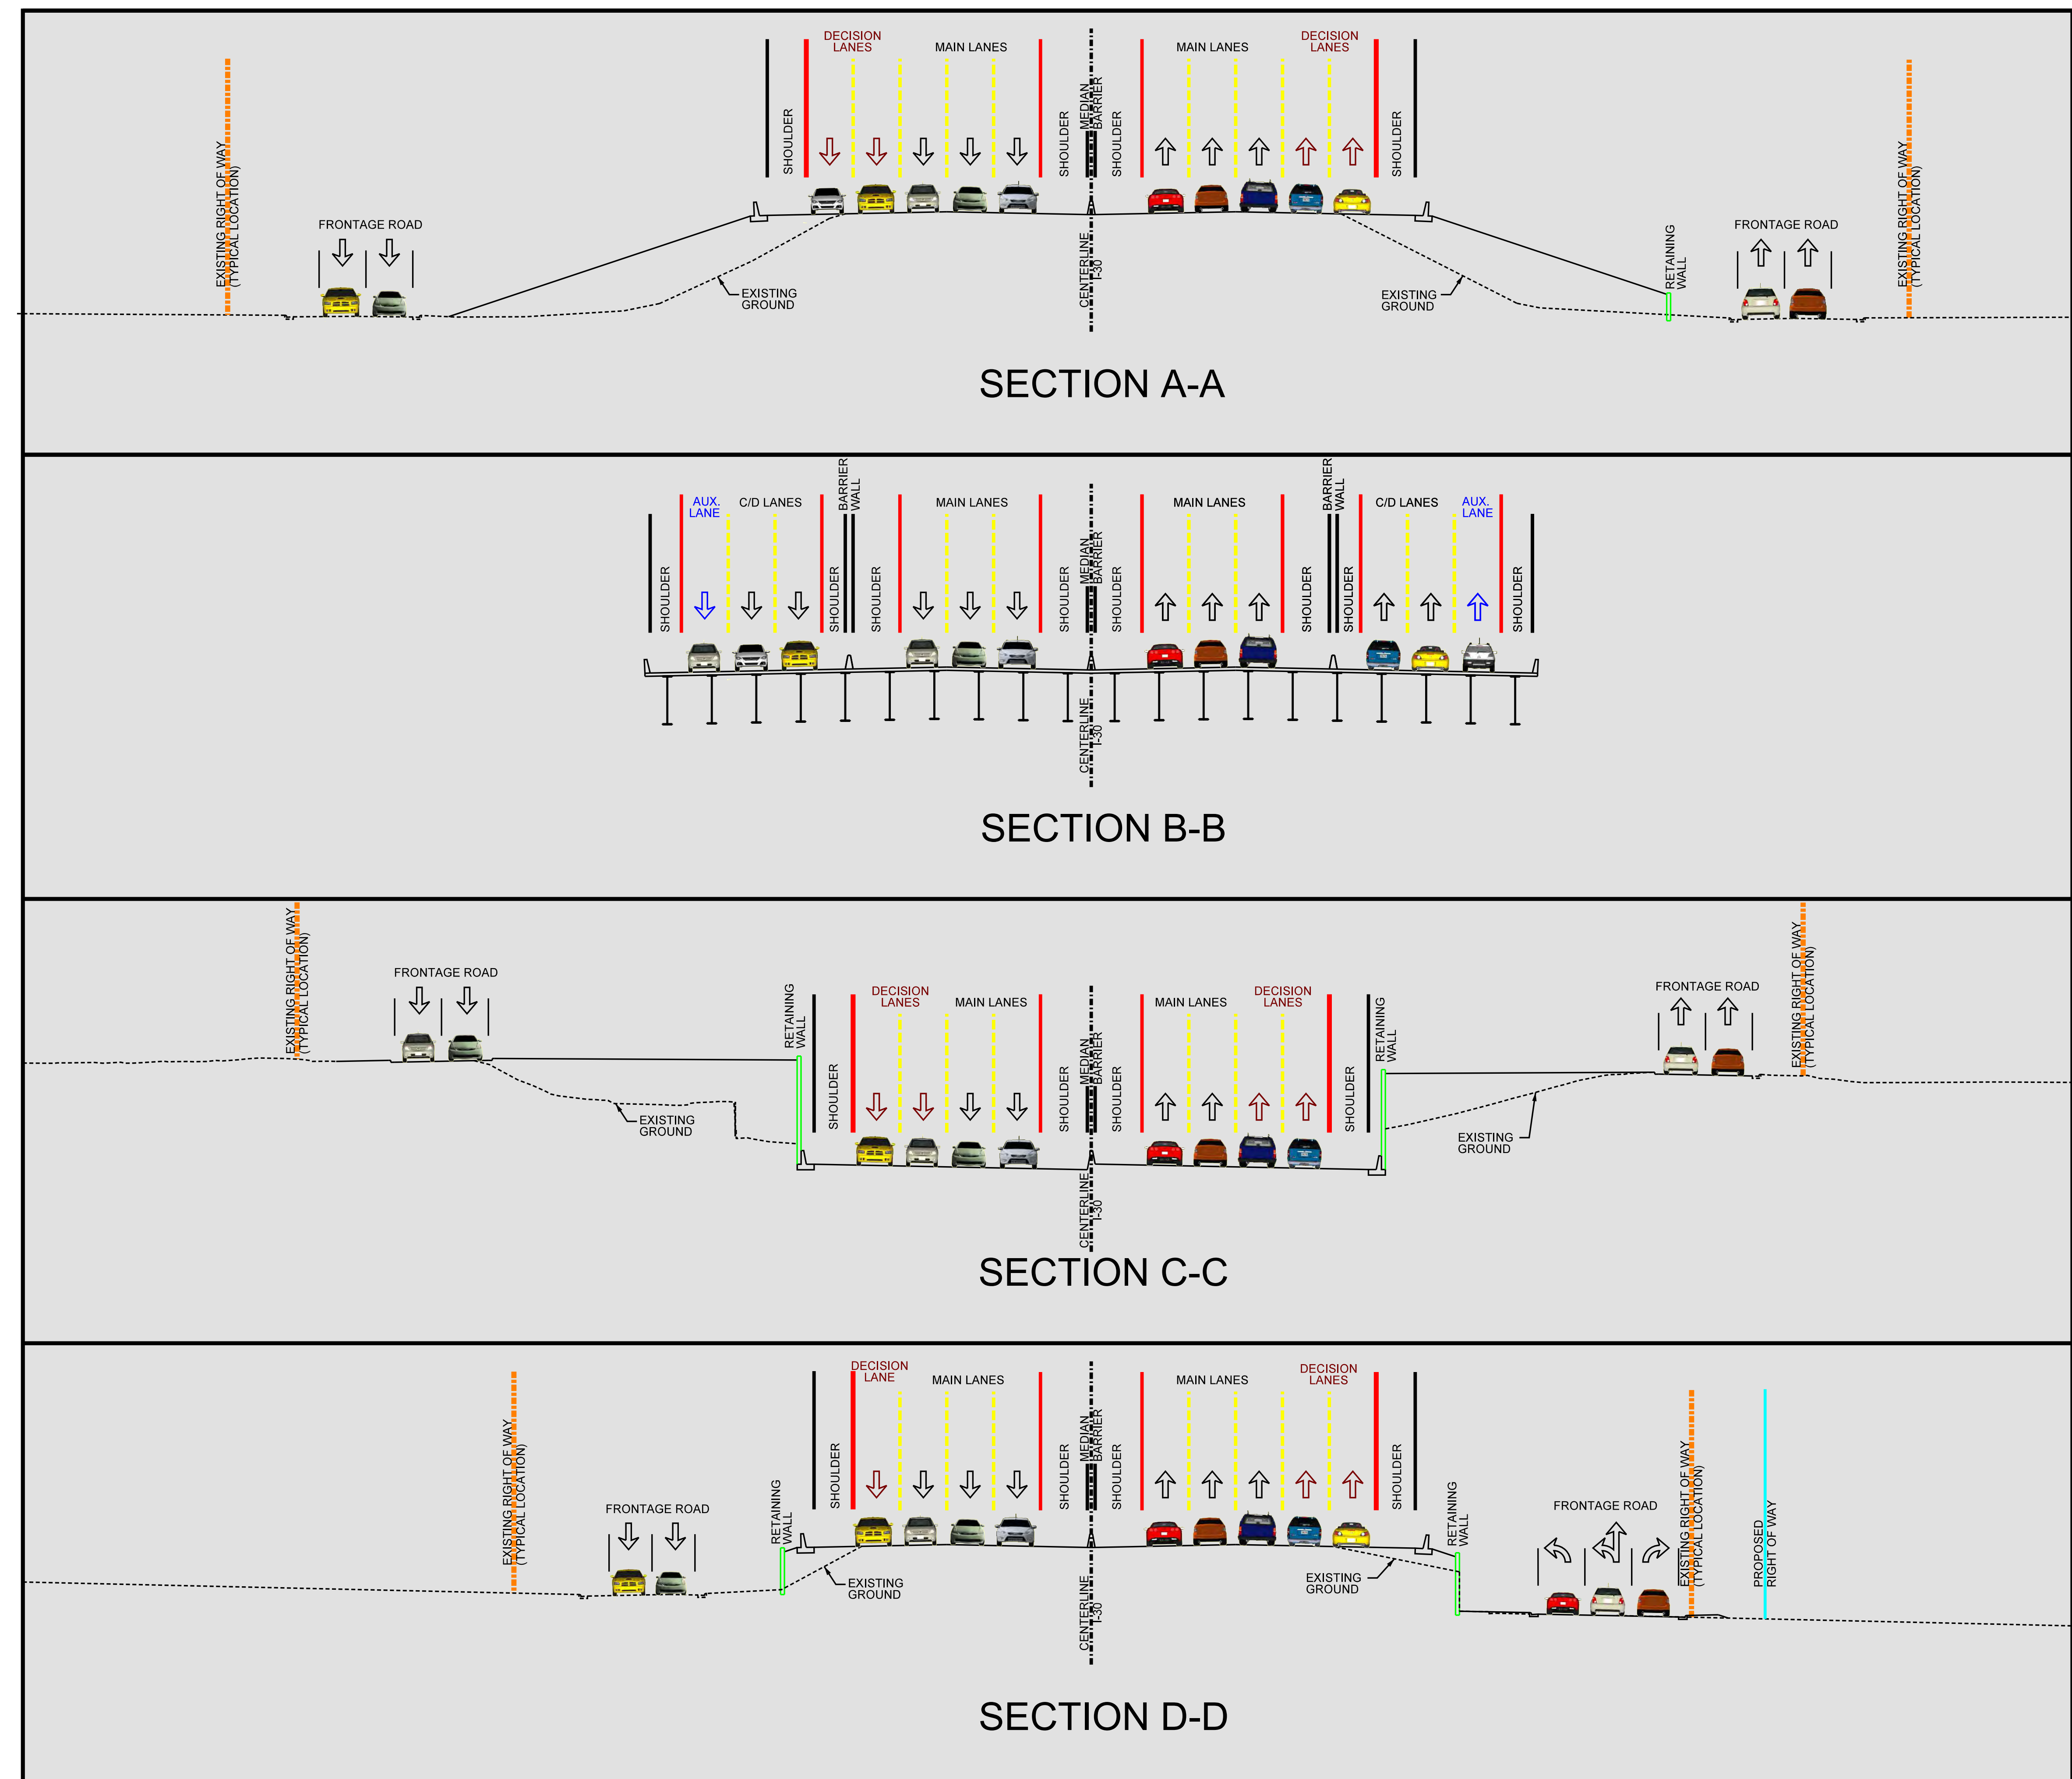 DECISION
LANES
MAIN LANES
MAIN LANES
DECISION
LANES
EXISTING RIGHT OF WAY
(TYPICAL LOCATION)
FRONTAGE ROAD
SHOULDER
SHOULDER
MEDIAN
BARRIER
SHOULDER
SHOULDER
EXISTING RIGHT OF WAY
(TYPICAL LOCATION)
FRONTAGE ROAD
RETAINING
WALL
EXISTING
GROUND
CENTERLINE
I-30
EXISTING
GROUND
SECTION A-A
AUX.
LANE
C/D LANES
BARRIER
WALL
MAIN LANES
MAIN LANES
BARRIER
WALL
C/D LANES
AUX.
LANE
SHOULDER
SHOULDER
SHOULDER
SHOULDER
MEDIAN
BARRIER
SHOULDER
SHOULDER
SHOULDER
SHOULDER
CENTERLINE
I-30
SECTION B-B
EXISTING RIGHT OF WAY
(TYPICAL LOCATION)
FRONTAGE ROAD
RETAINING
WALL
DECISION
LANES
MAIN LANES
MAIN LANES
DECISION
LANES
RETAINING
WALL
FRONTAGE ROAD
EXISTING RIGHT OF WAY
(TYPICAL LOCATION)
SHOULDER
SHOULDER
MEDIAN
BARRIER
SHOULDER
SHOULDER
EXISTING
GROUND
EXISTING
GROUND
CENTERLINE
I-30
SECTION C-C
DECISION
LANE
MAIN LANES
MAIN LANES
DECISION
LANES
EXISTING RIGHT OF WAY
(TYPICAL LOCATION)
FRONTAGE ROAD
RETAINING
WALL
SHOULDER
SHOULDER
MEDIAN
BARRIER
SHOULDER
SHOULDER
RETAINING
WALL
FRONTAGE ROAD
EXISTING RIGHT OF WAY
(TYPICAL LOCATION)
PROPOSED
RIGHT OF WAY
EXISTING
GROUND
EXISTING
GROUND
CENTERLINE
I-30
SECTION D-D